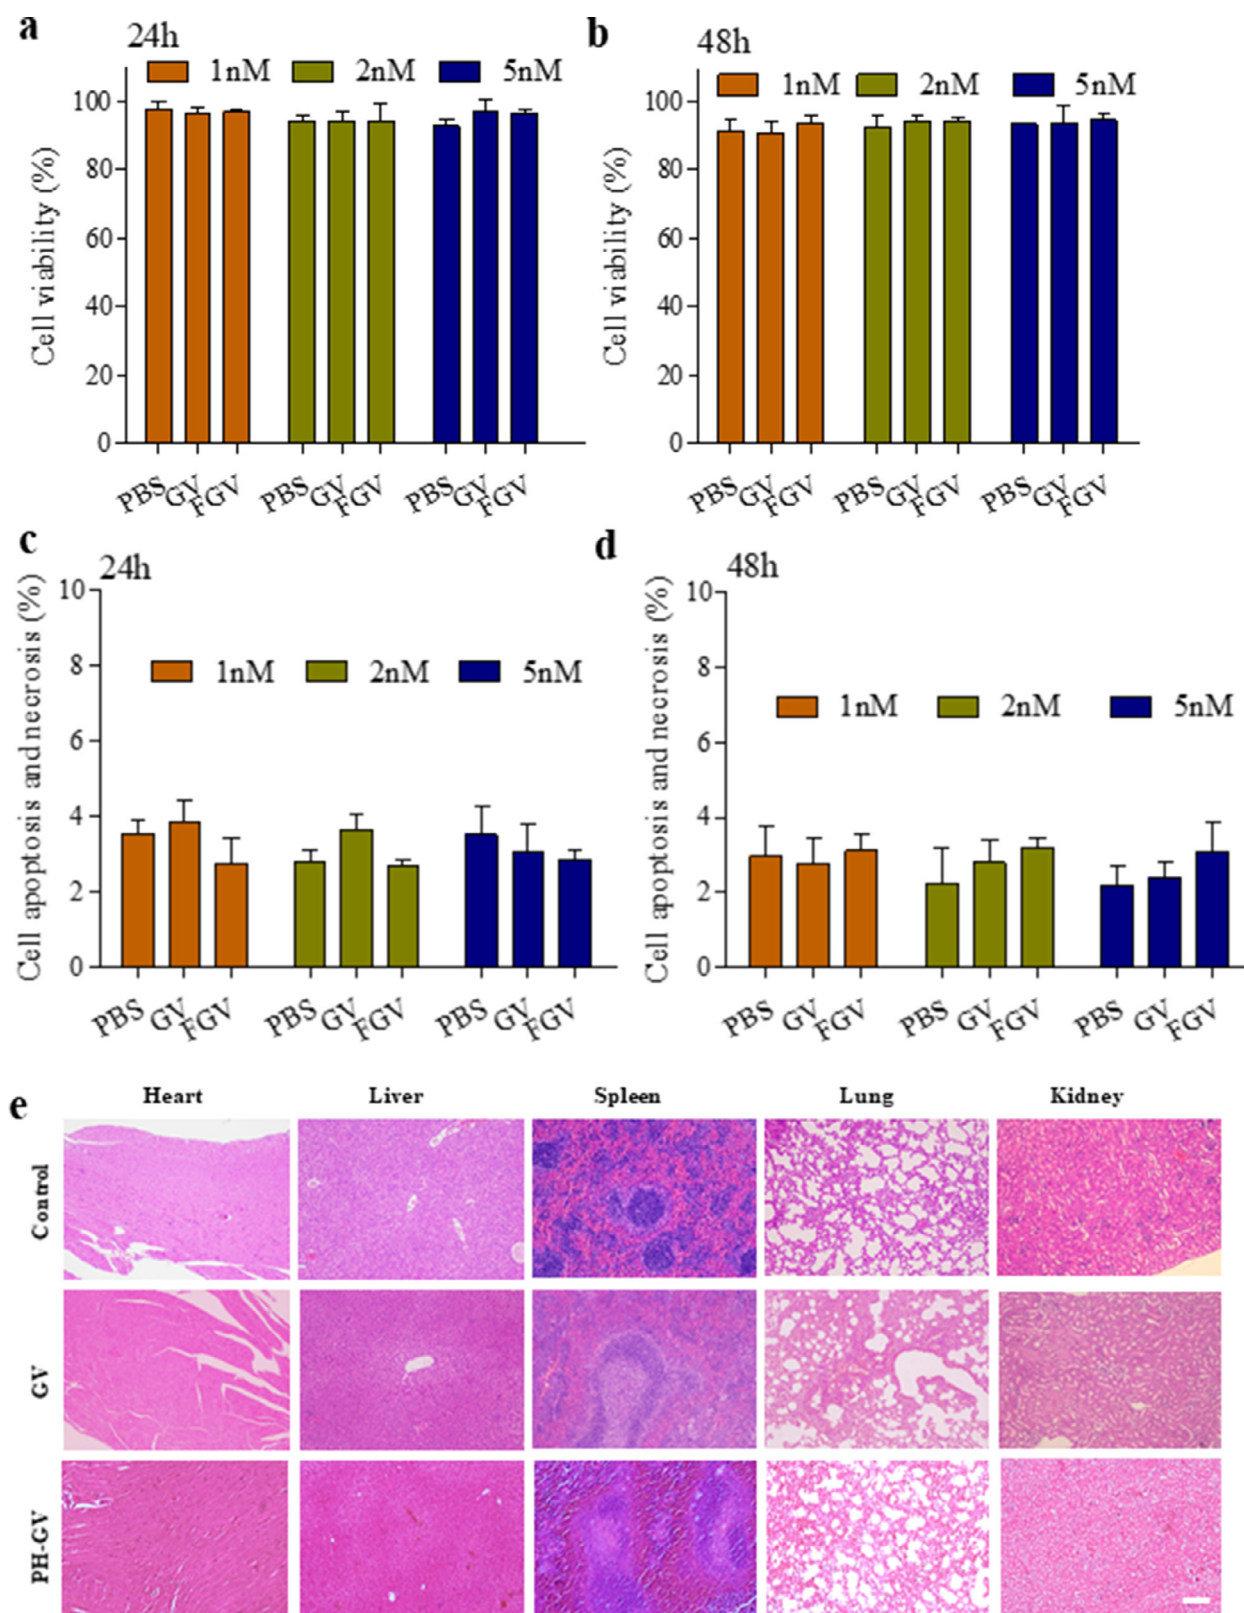 a
24h
1nM 2nM 5nM
Cell viability (%)
100
80
60
40
20
0
PBS GV FGV PBS GV FGV PBS GV FGV
b
48h
1nM 2nM 5nM
Cell viability (%)
100
80
60
40
20
0
PBS GV FGV PBS GV FGV PBS GV FGV
c
24h
1nM 2nM 5nM
Cell apoptosis and necrosis (%)
10
8
6
4
2
0
PBS GV FGV PBS GV FGV PBS GV FGV
d
48h
1nM 2nM 5nM
Cell apoptosis and necrosis (%)
10
8
6
4
2
0
PBS GV FGV PBS GV FGV PBS GV FGV
e
Heart Liver Spleen Lung Kidney
Control
GV
PH-GV